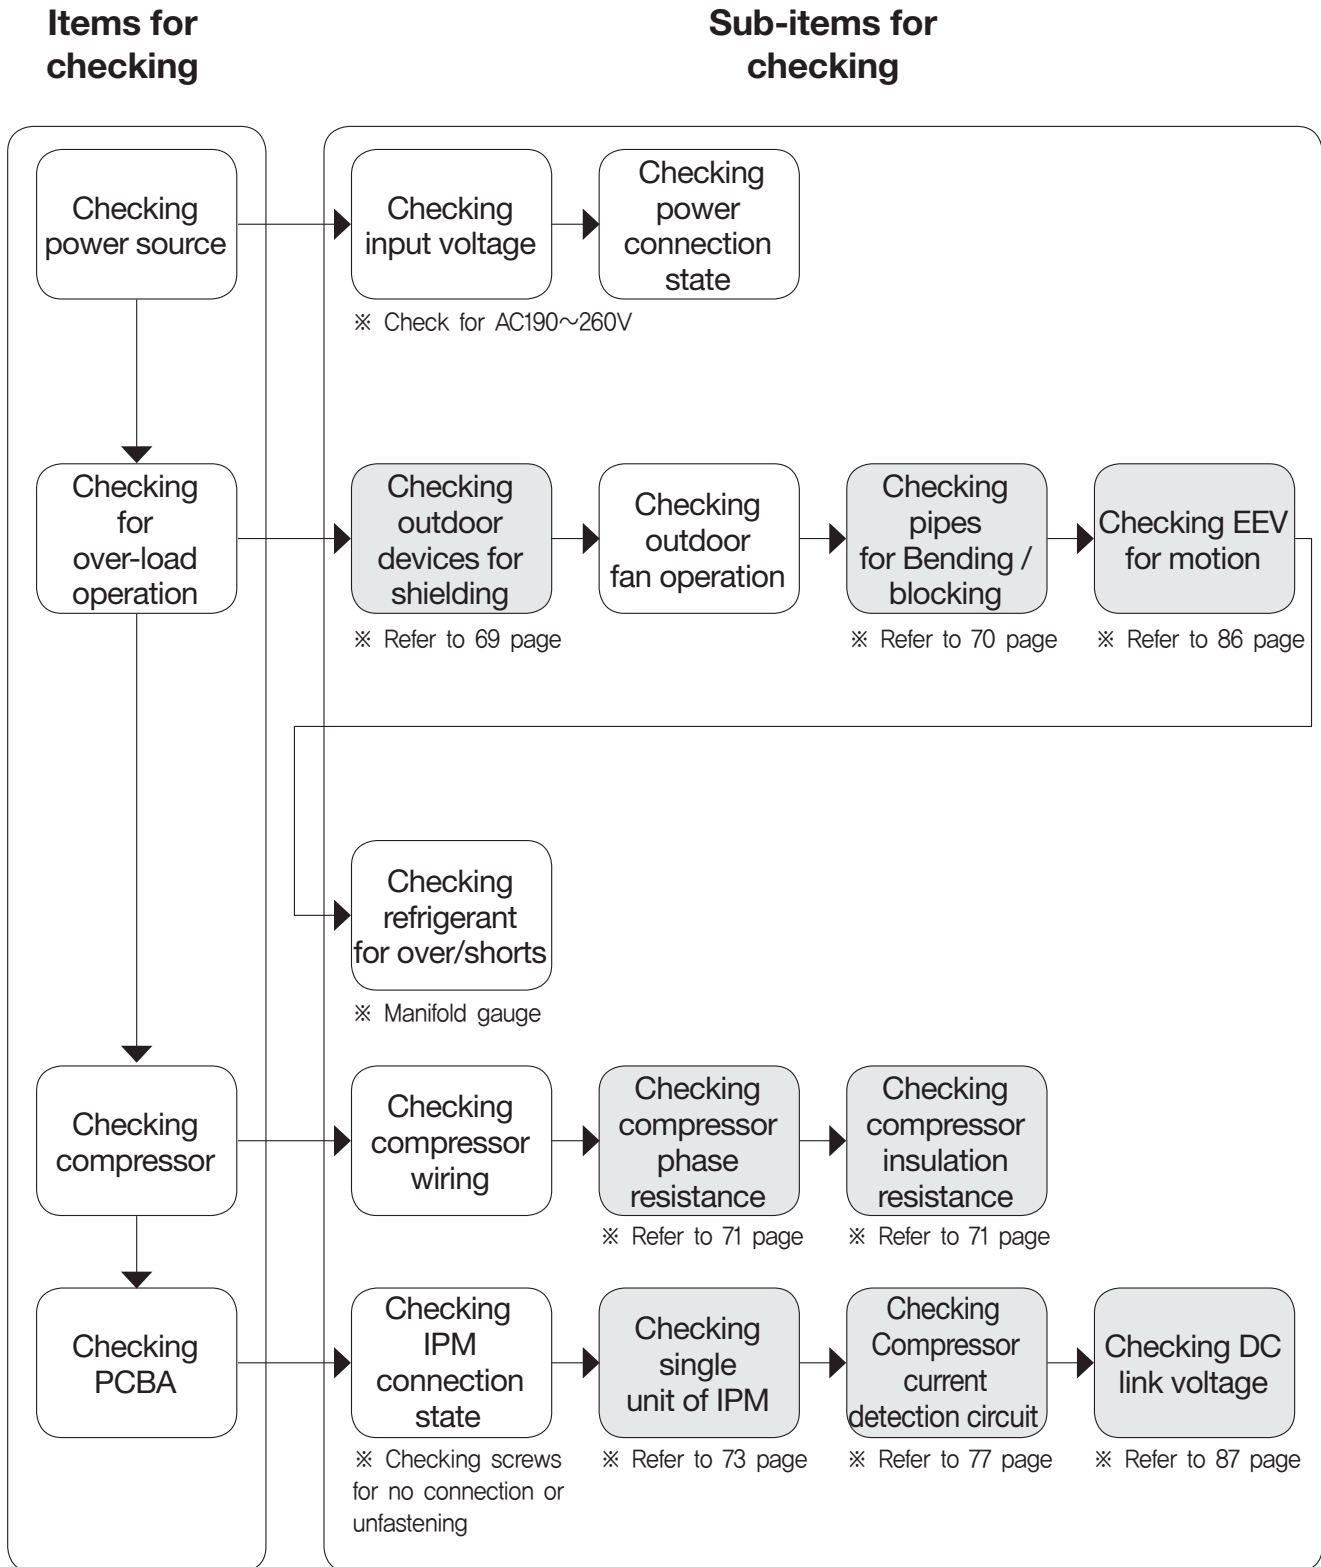 Items for
checking
Sub-items for
checking
Checking
power source
Checking
input voltage
※ Check for AC190～260V
Checking
power
connection
state
Checking
for
over-load
operation
Checking
outdoor
devices for
shielding
※ Refer to 69 page
Checking
outdoor
fan operation
Checking
pipes
for Bending /
blocking
※ Refer to 70 page
Checking EEV
for motion
※ Refer to 86 page
Checking
refrigerant
for over/shorts
※ Manifold gauge
Checking
compressor
Checking
compressor
wiring
Checking
compressor
phase
resistance
※ Refer to 71 page
Checking
compressor
insulation
resistance
※ Refer to 71 page
Checking
PCBA
Checking
IPM
connection
state
※ Checking screws
for no connection or
unfastening
Checking
single
unit of IPM
※ Refer to 73 page
Checking
Compressor
current
detection circuit
※ Refer to 77 page
Checking DC
link voltage
※ Refer to 87 page